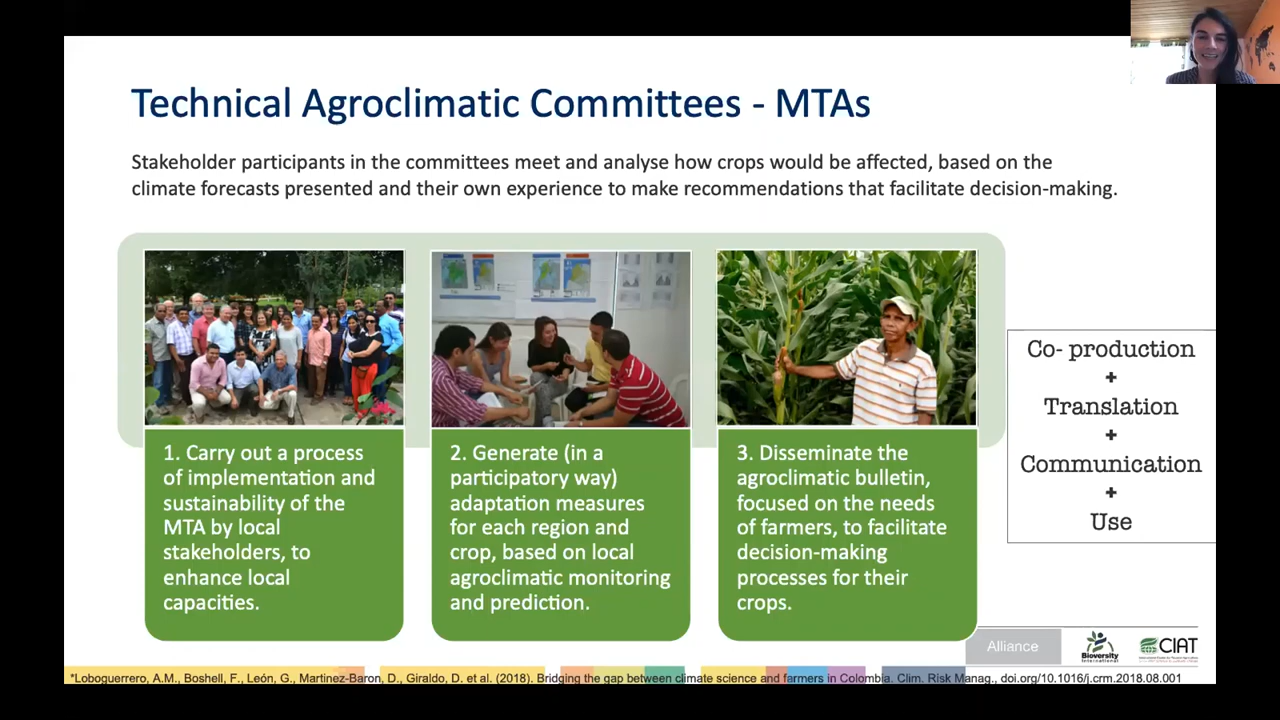 Technical Agroclimatic Committees - MTAs
Stakeholder participants in the committees meet and analyse how crops would be affected, based on the
climate forecasts presented and their own experience to make recommendations that facilitate decision-making.
1. Carry out a process
of implementation and
sustainability of the
MTA by local
stakeholders, to
enhance local
capacities.
2. Generate (in a
participatory way)
adaptation measures
for each region and
crop, based on local
agroclimatic monitoring
and prediction.
3. Disseminate the
agroclimatic bulletin,
focused on the needs
of farmers, to facilitate
decision-making
processes for their
crops.
Co- production
+
Translation
+
Communication
+
Use
Alliance
Bioversity
International
CIAT
*Loboguerrero, A.M., Boshell, F., León, G., Martinez-Baron, D., Giraldo, D. et al. (2018). Bridging the gap between climate science and farmers in Colombia. Clim. Risk Manag., doi.org/10.1016/j.crm.2018.08.001